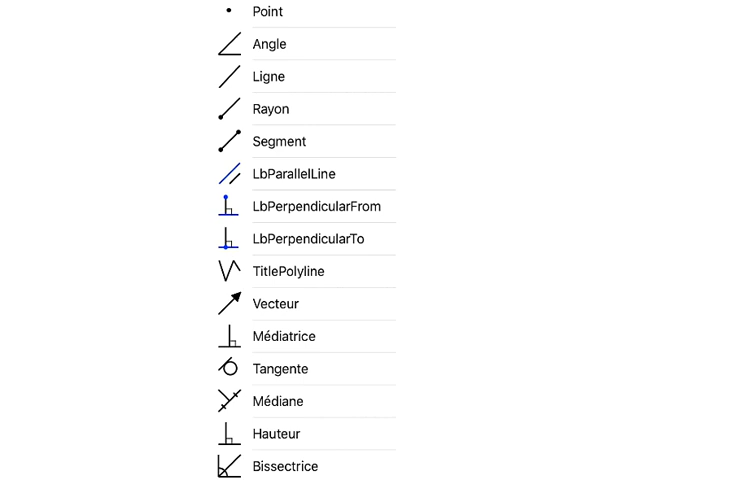 Point
Angle
Ligne
Rayon
Segment
LbParallelLine
LbPerpendicularFrom
LbPerpendicularTo
TitlePolyline
Vecteur
Médiatrice
Tangente
Médiane
Hauteur
Bissectrice